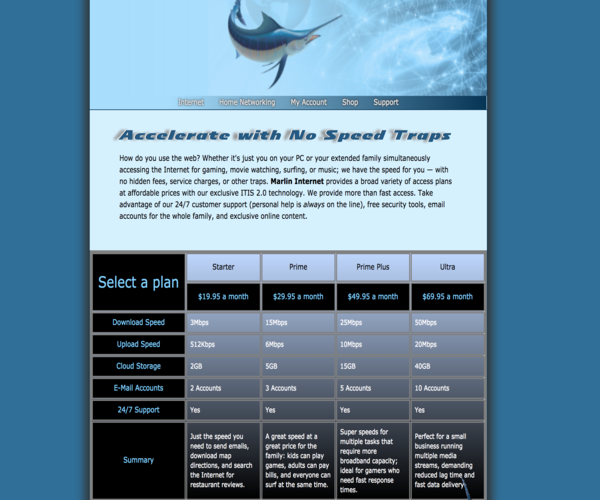 Internet Home Networking My Account Shop Support
Accelerate with No Speed Traps
How do you use the web? Whether it's just you on your PC or your extended family simultaneously
accessing the Internet for gaming, movie watching, surfing, or music; we have the speed for you — with
no hidden fees, service charges, or other traps. Marlin Internet provides a broad variety of access plans
at affordable prices with our exclusive ITIS 2.0 technology. We provide more than fast access. Take
advantage of our 24/7 customer support (personal help is always on the line), free security tools, email
accounts for the whole family, and exclusive online content.
Select a plan
Starter Prime Prime Plus Ultra
$19.95 a month $29.95 a month $49.95 a month $69.95 a month
Download Speed 3Mbps 15Mbps 25Mbps 50Mbps
Upload Speed 512Kbps 6Mbps 10Mbps 20Mbps
Cloud Storage 2GB 5GB 15GB 40GB
E-Mail Accounts 2 Accounts 3 Accounts 5 Accounts 10 Accounts
24/7 Support Yes Yes Yes Yes
Summary
Just the speed you
need to send emails,
download map
directions, and search
the Internet for
restaurant reviews.
A great speed at a
great price for the
family: kids can play
games, adults can pay
bills, and everyone can
surf at the same time.
Super speeds for
multiple tasks that
require more
broadband capacity;
ideal for gamers who
need fast response
times.
Perfect for a small
business running
multiple media
streams, demanding
reduced lag time and
fast data delivery